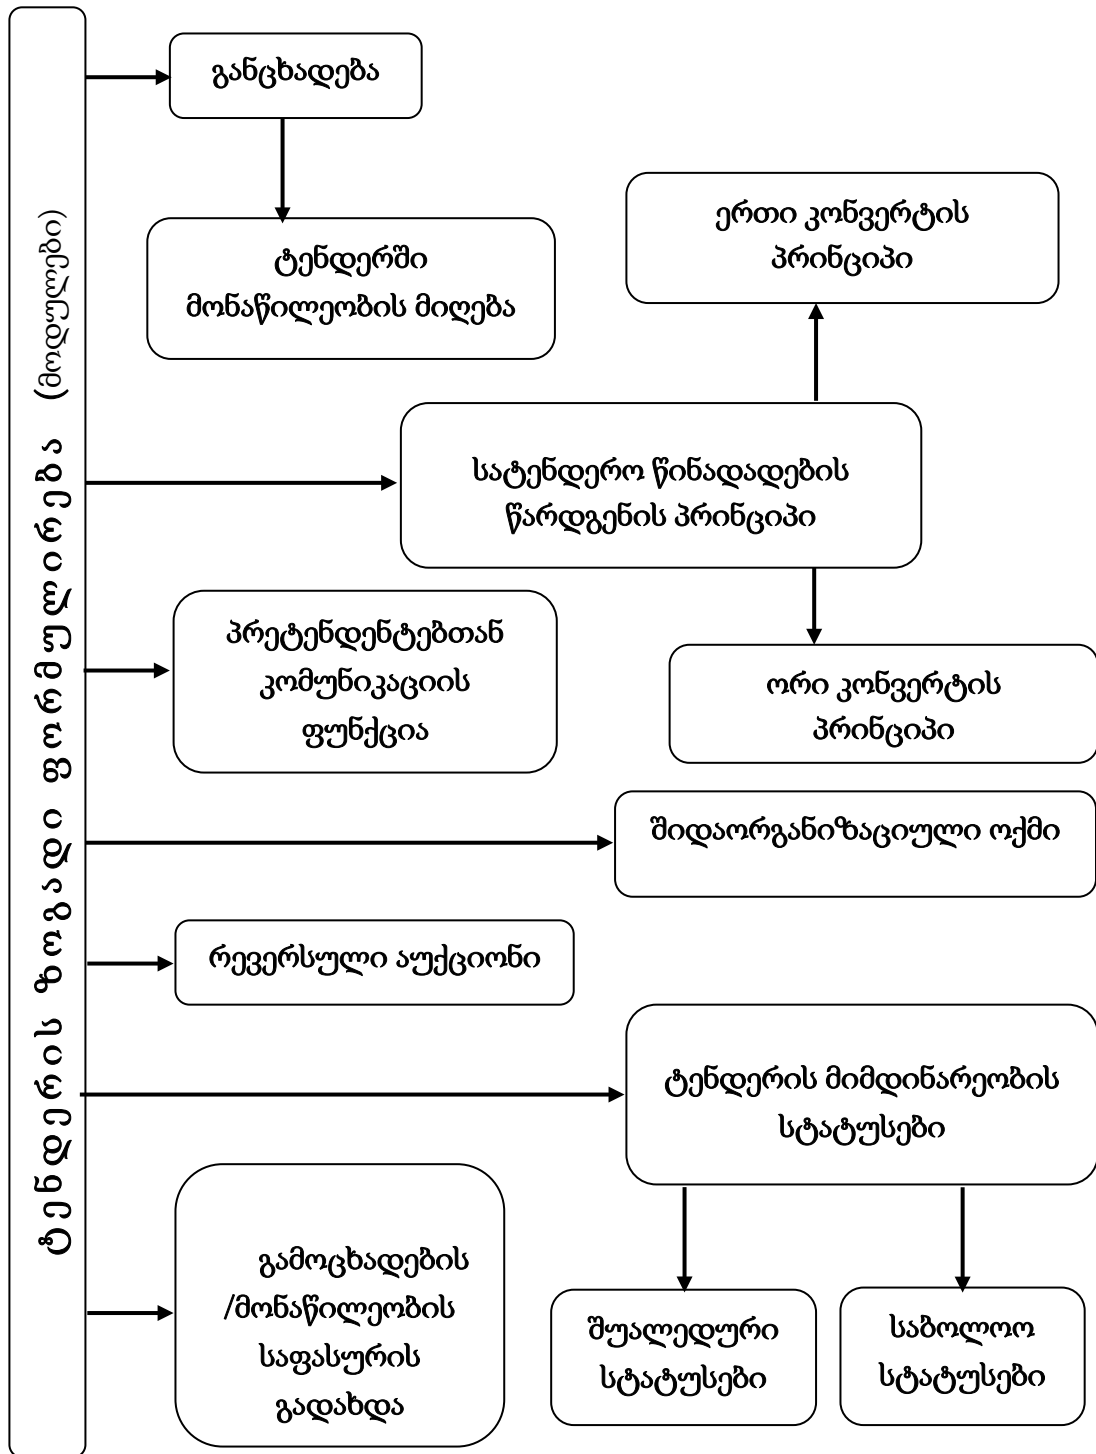 ტენდერის ზოგადი ფორმულირება (მოდულები)
განცხადება
ტენდერში
მონაწილეობის მიღება
ერთი კონვერტის
პრინციპი
სატენდერო წინადადების
წარდგენის პრინციპი
ორი კონვერტის
პრინციპი
პრეტენდენტებთან
კომუნიკაციის
ფუნქცია
შიდაორგანიზაციული ოქმი
რევერსული აუქციონი
ტენდერის მიმდინარეობის
სტატუსები
შუალედური
სტატუსები
საბოლოო
სტატუსები
გამოცხადების
/მონაწილეობის
საფასურის
გადახდა